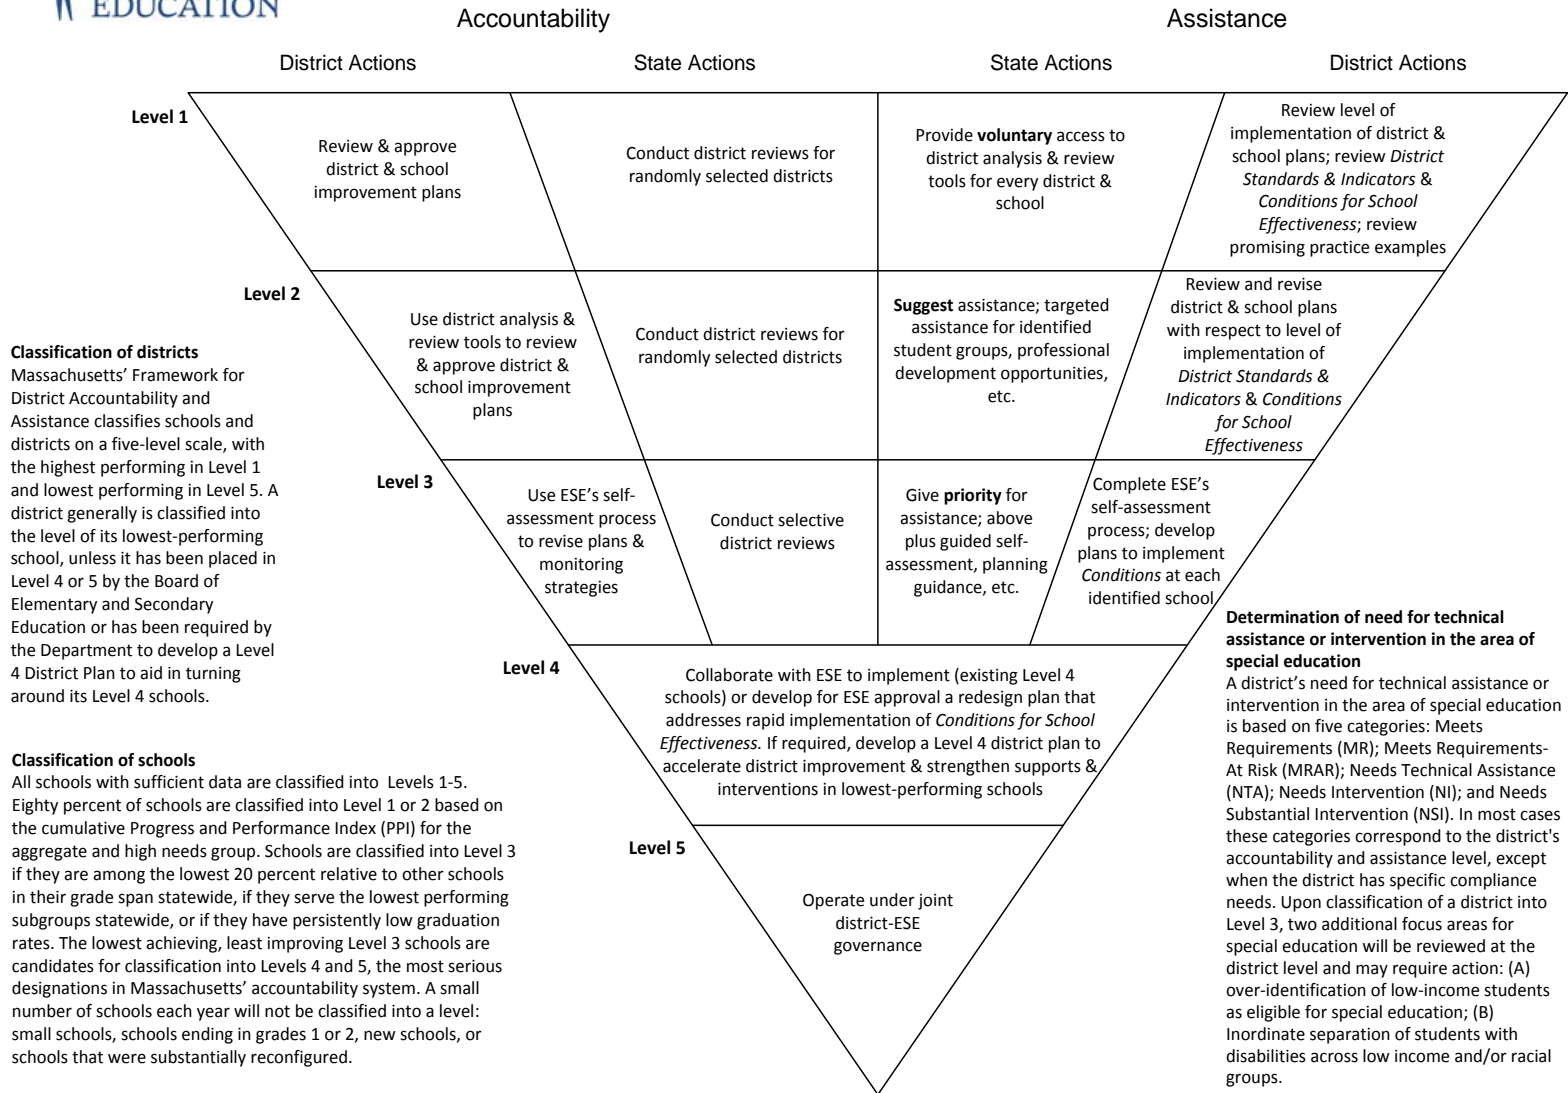 EDUCATION
Accountability
Assistance
District Actions
State Actions
State Actions
District Actions
Level 1
Review & approve
district & school
improvement plans
Conduct district reviews for
randomly selected districts
Provide voluntary access to
district analysis & review
tools for every district &
school
Review level of
implementation of district &
school plans; review District
Standards & Indicators &
Conditions for School
Effectiveness; review
promising practice examples
Level 2
Use district analysis &
review tools to review
& approve district &
school improvement
plans
Conduct district reviews for
randomly selected districts
Suggest assistance; targeted
assistance for identified
student groups, professional
development opportunities,
etc.
Review and revise
district & school plans
with respect to level of
implementation of
District Standards &
Indicators & Conditions
for School
Effectiveness
Level 3
Use ESE’s self-
assessment process
to revise plans &
monitoring
strategies
Conduct selective
district reviews
Give priority for
assistance; above
plus guided self-
assessment, planning
guidance, etc.
Complete ESE’s
self-assessment
process; develop
plans to implement
Conditions at each
identified school
Level 4
Collaborate with ESE to implement (existing Level 4
schools) or develop for ESE approval a redesign plan that
addresses rapid implementation of Conditions for School
Effectiveness. If required, develop a Level 4 district plan to
accelerate district improvement & strengthen supports &
interventions in lowest-performing schools
Level 5
Operate under joint
district-ESE
governance
Classification of districts
Massachusetts’ Framework for
District Accountability and
Assistance classifies schools and
districts on a five-level scale, with
the highest performing in Level 1
and lowest performing in Level 5. A
district generally is classified into
the level of its lowest-performing
school, unless it has been placed in
Level 4 or 5 by the Board of
Elementary and Secondary
Education or has been required by
the Department to develop a Level
4 District Plan to aid in turning
around its Level 4 schools.
Classification of schools
All schools with sufficient data are classified into Levels 1-5.
Eighty percent of schools are classified into Level 1 or 2 based on
the cumulative Progress and Performance Index (PPI) for the
aggregate and high needs group. Schools are classified into Level 3
if they are among the lowest 20 percent relative to other schools
in their grade span statewide, if they serve the lowest performing
subgroups statewide, or if they have persistently low graduation
rates. The lowest achieving, least improving Level 3 schools are
candidates for classification into Levels 4 and 5, the most serious
designations in Massachusetts’ accountability system. A small
number of schools each year will not be classified into a level:
small schools, schools ending in grades 1 or 2, new schools, or
schools that were substantially reconfigured.
Determination of need for technical
assistance or intervention in the area of
special education
A district’s need for technical assistance or
intervention in the area of special education
is based on five categories: Meets
Requirements (MR); Meets Requirements-
At Risk (MRAR); Needs Technical Assistance
(NTA); Needs Intervention (NI); and Needs
Substantial Intervention (NSI). In most cases
these categories correspond to the district's
accountability and assistance level, except
when the district has specific compliance
needs. Upon classification of a district into
Level 3, two additional focus areas for
special education will be reviewed at the
district level and may require action: (A)
over-identification of low-income students
as eligible for special education; (B)
Inordinate separation of students with
disabilities across low income and/or racial
groups.